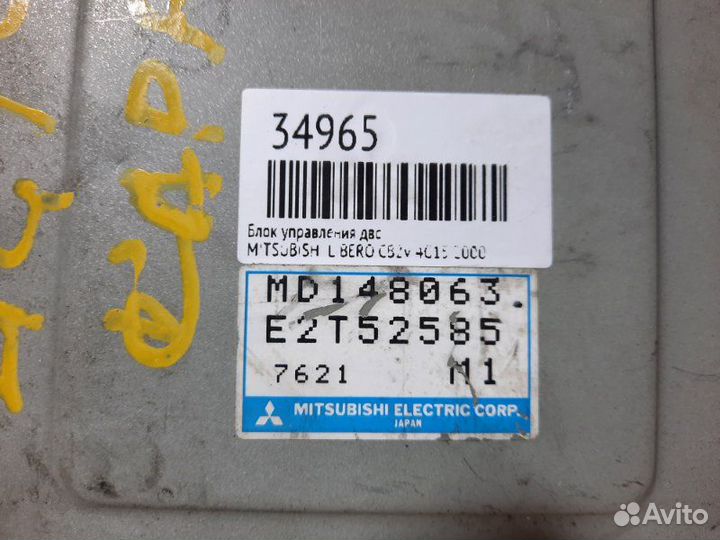 34965
Блок управления двс
MITSUBISHI LIBERO CB2V 4G15 2000
MD148063.
E2T52585
7621 M1
MITSUBISHI ELECTRIC CORP.
JAPAN
Avito